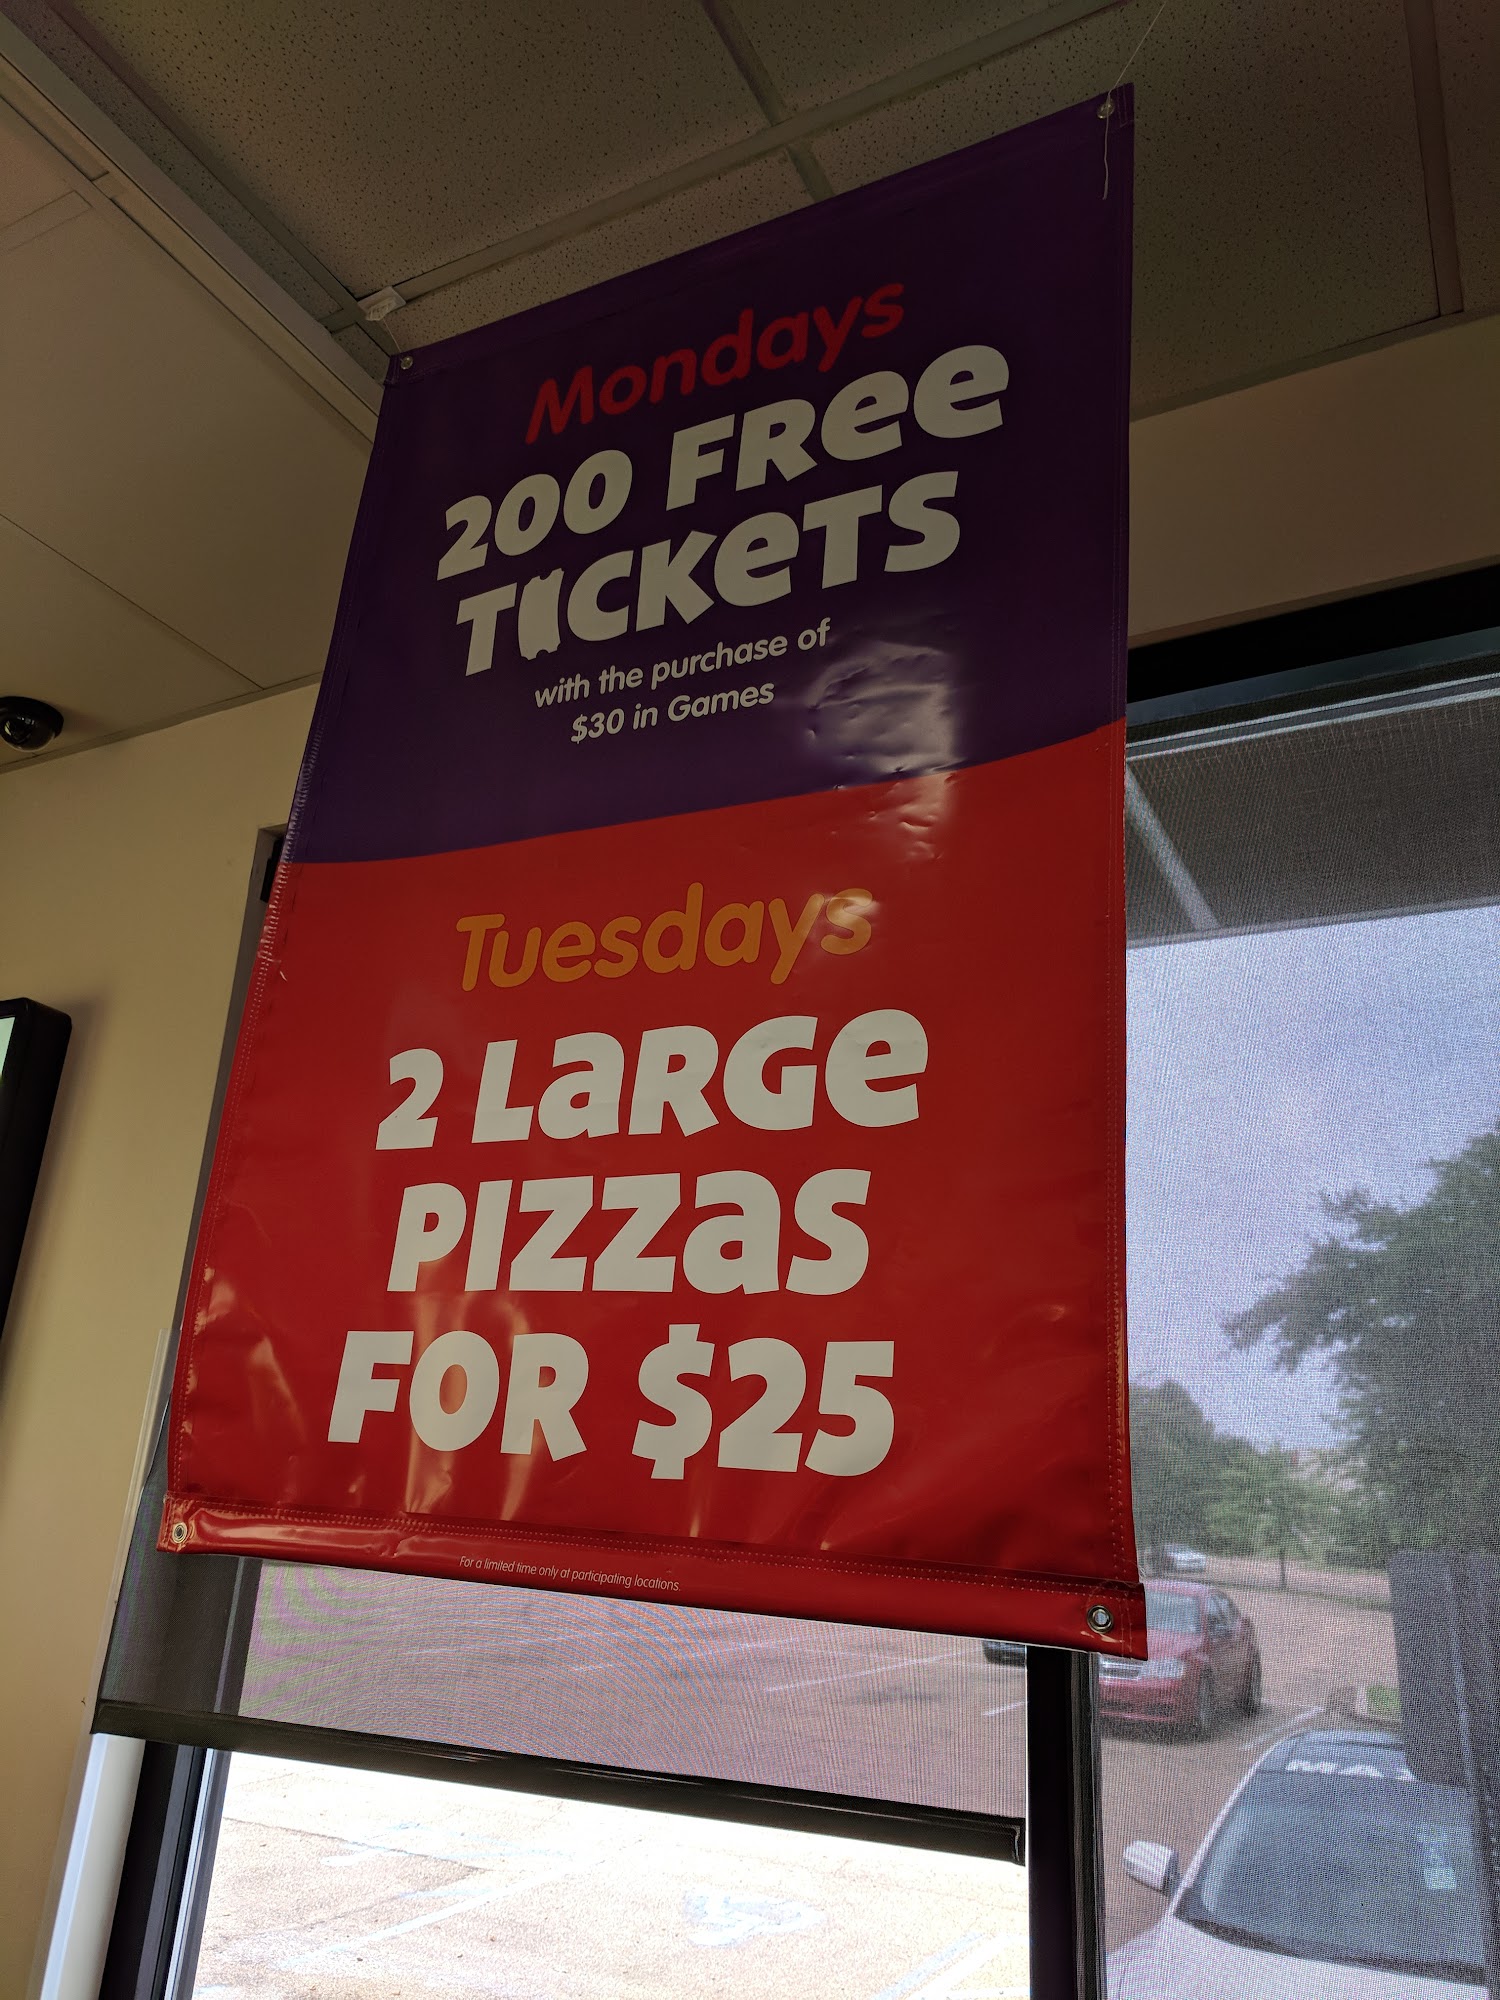 Mondays
200 FRee
TICKeTS
with the purchase of
$30 in Games
Tuesdays
2 LaRGe
PIZZaS
FOR $25
For a limited time only at participating locations.